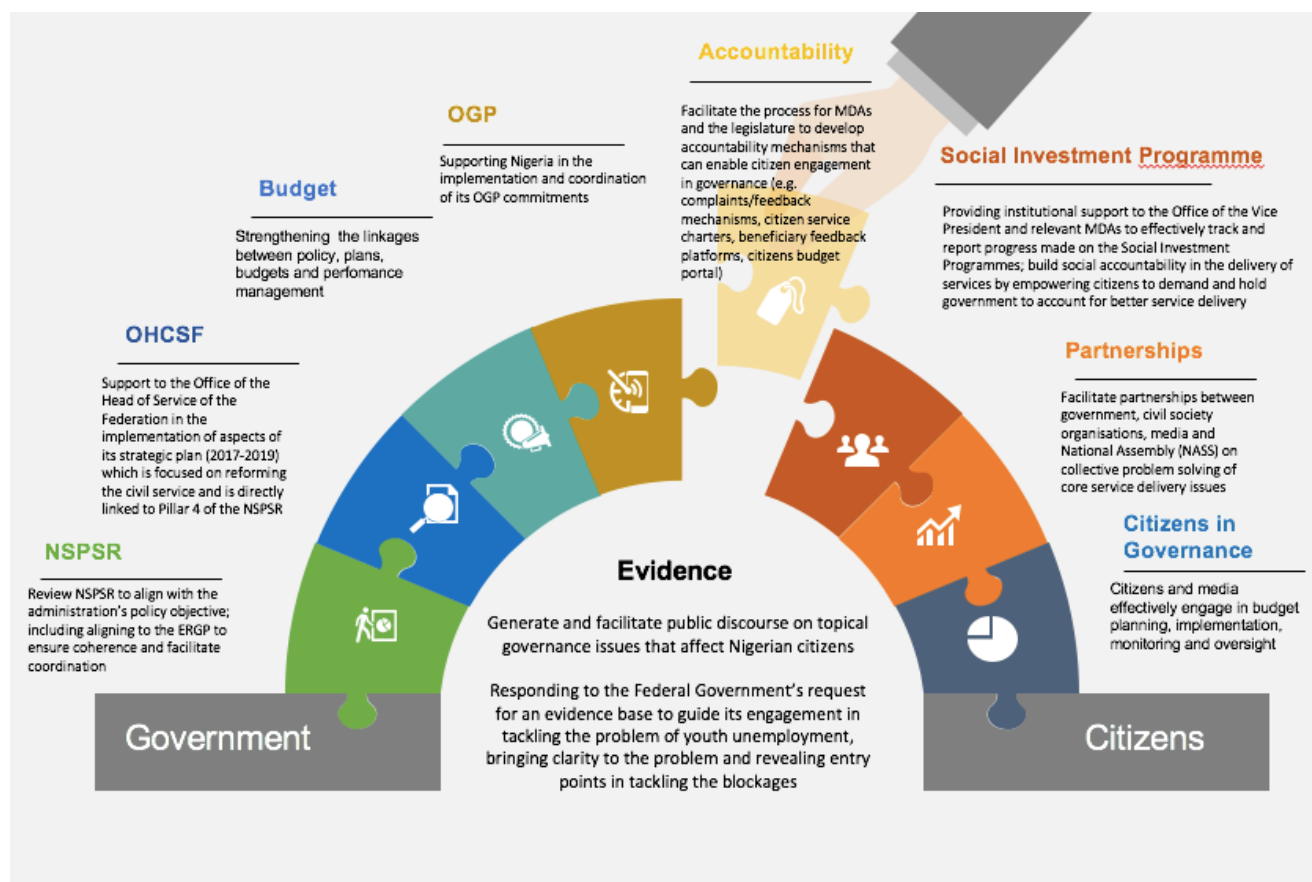 Accountability
Facilitate the process for MDAs
and the legislature to develop
accountability mechanisms that
can enable citizen engagement
in governance (e.g.
complaints/feedback
mechanisms, citizen service
charters, beneficiary feedback
platforms, citizens budget
portal)
OGP
Supporting Nigeria in the
implementation and coordination
of its OGP commitments
Social Investment Programme
Providing institutional support to the Office of the Vice
President and relevant MDAs to effectively track and
report progress made on the Social Investment
Programmes; build social accountability in the delivery of
services by empowering citizens to demand and hold
government to account for better service delivery
Budget
Strengthening the linkages
between policy, plans,
budgets and perfomance
management
OHCSF
Support to the Office of the
Head of Service of the
Federation in the
implementation of aspects of
its strategic plan (2017-2019)
which is focused on reforming
the civil service and is directly
linked to Pillar 4 of the NSPSR
Partnerships
Facilitate partnerships between
government, civil society
organisations, media and
National Assembly (NASS) on
collective problem solving of
core service delivery issues
NSPSR
Review NSPSR to align with the
administration's policy objective;
including aligning to the ERGP to
ensure coherence and facilitate
coordination
Citizens in
Governance
Citizens and media
effectively engage in budget
planning, implementation,
monitoring and oversight
Evidence
Generate and facilitate public discourse on topical
governance issues that affect Nigerian citizens
Responding to the Federal Government's request
for an evidence base to guide its engagement in
tackling the problem of youth unemployment,
bringing clarity to the problem and revealing entry
points in tackling the blockages
Government
Citizens